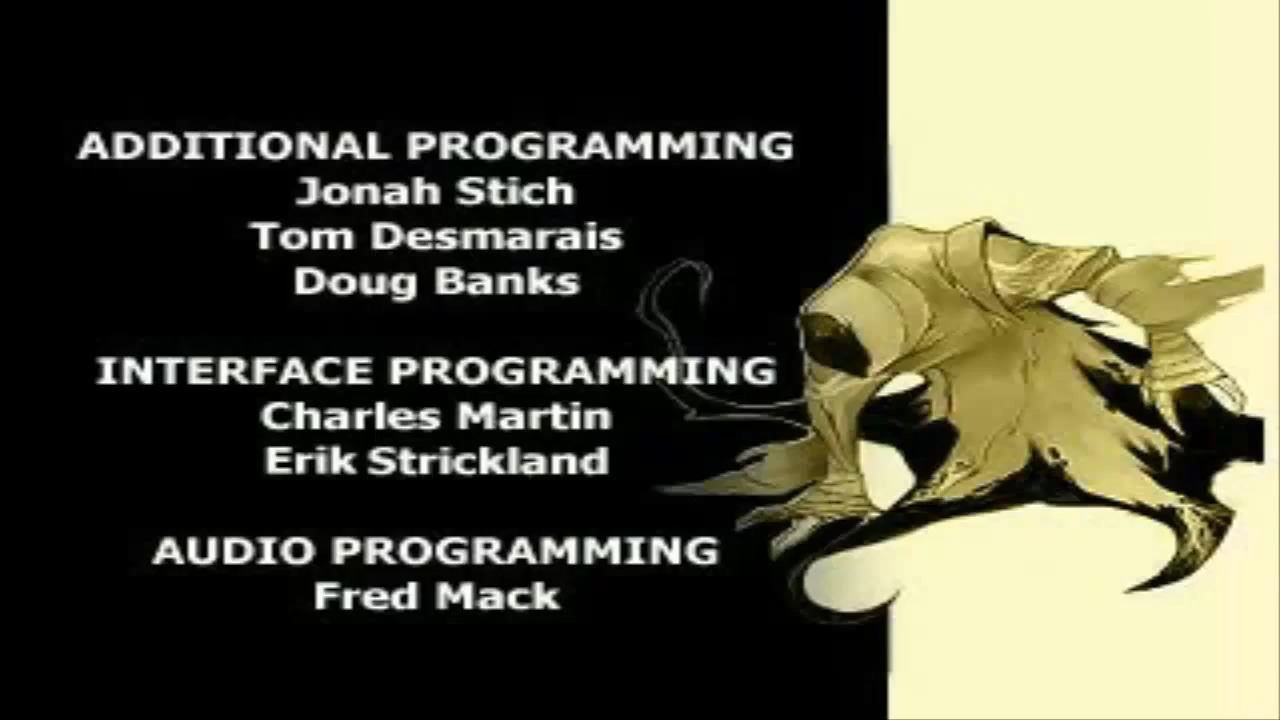 ADDITIONAL PROGRAMMING
Jonah Stich
Tom Desmarais
Doug Banks
INTERFACE PROGRAMMING
Charles Martin
Erik Strickland
AUDIO PROGRAMMING
Fred Mack